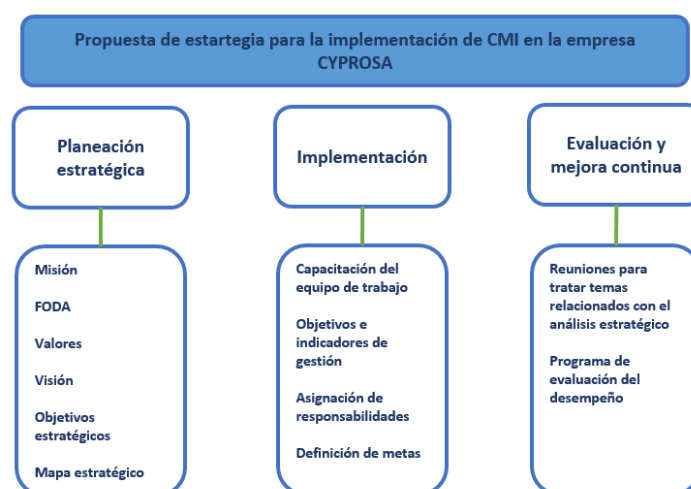 Propuesta de estartegia para la implementación de CMI en la empresa
CYPROSA
Planeación
estratégica
Implementación
Evaluación y
mejora continua
Misión
FODA
Valores
Visión
Objetivos
estratégicos
Mapa estratégico
Capacitación del
equipo de trabajo
Objetivos e
indicadores de
gestión
Asignación de
responsabilidades
Definición de metas
Reuniones para
tratar temas
relacionados con el
análisis estratégico
Programa de
evaluación del
desempeño